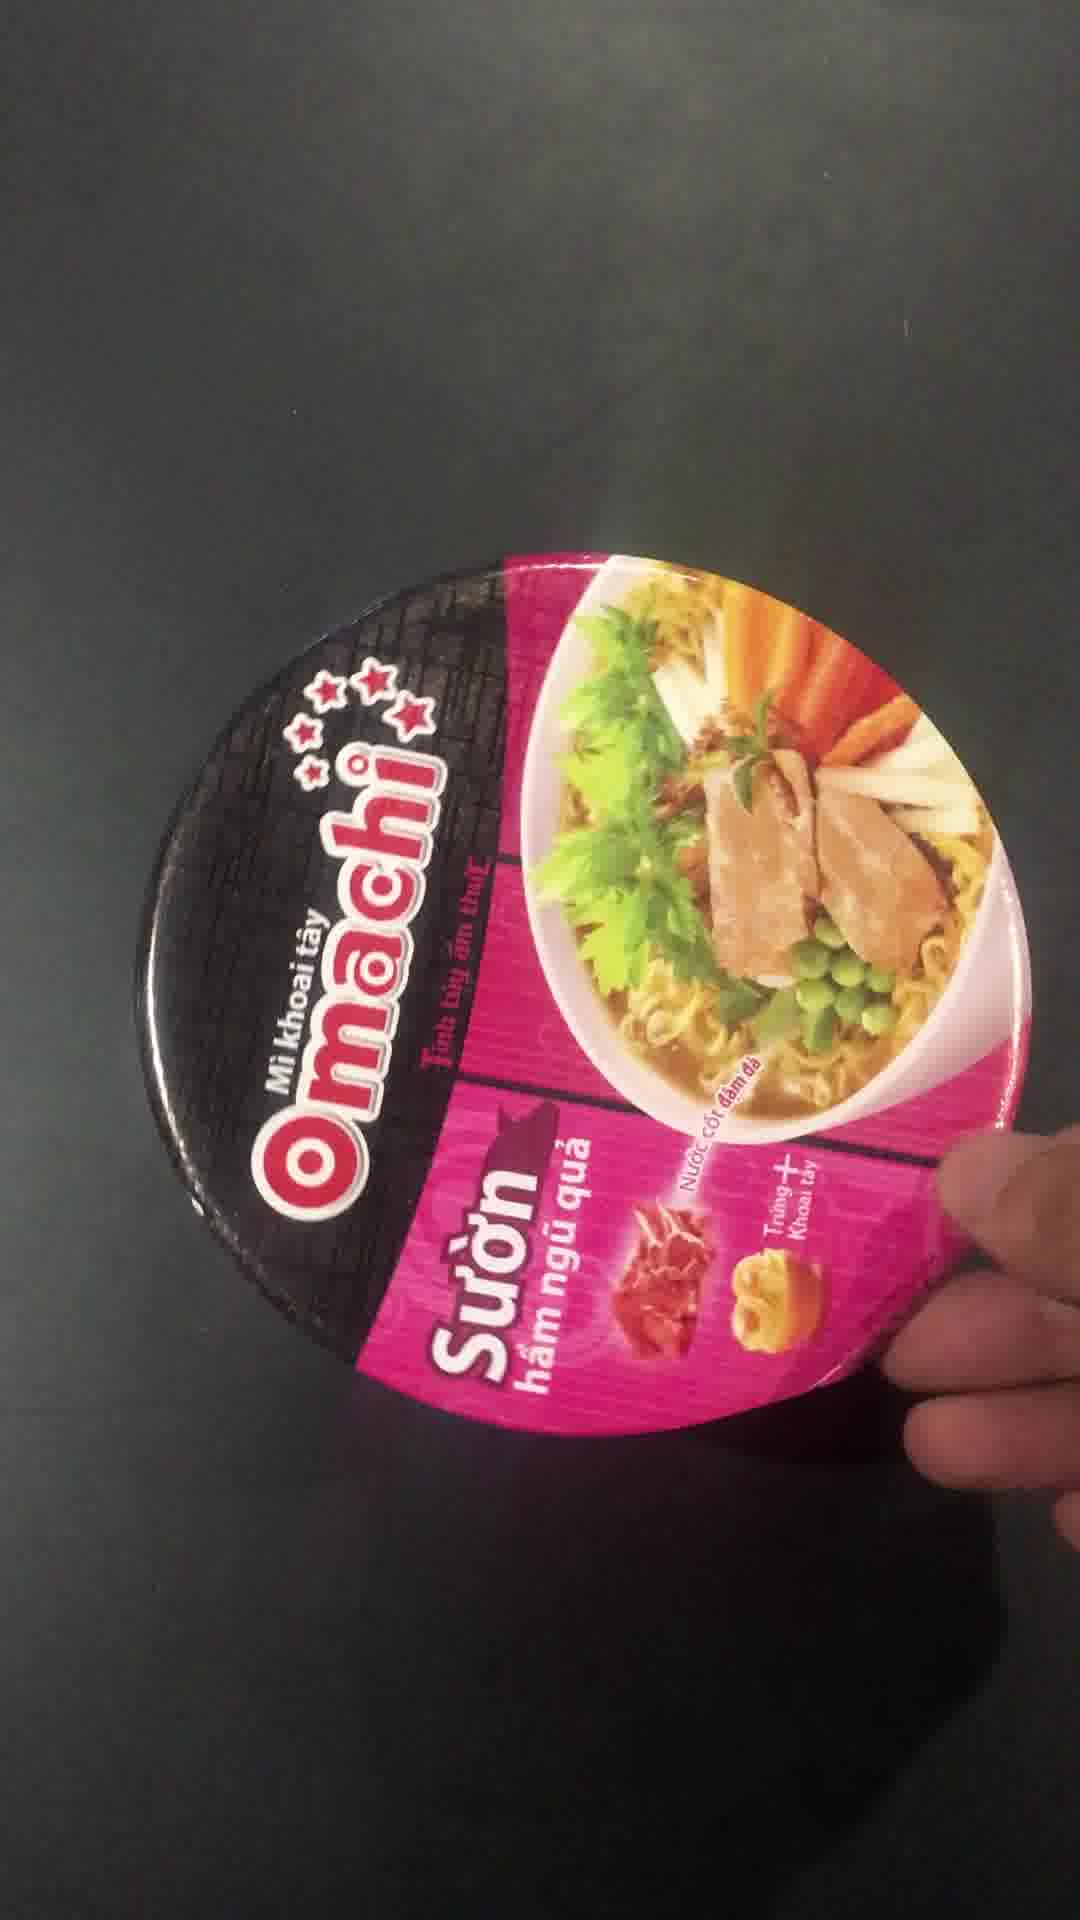 Mì khoai tây
Omachi
Tinh túy ẩm thực
Sườn
hầm ngũ quả
Nước cốt đậm đà
Trứng+
Khoai tây